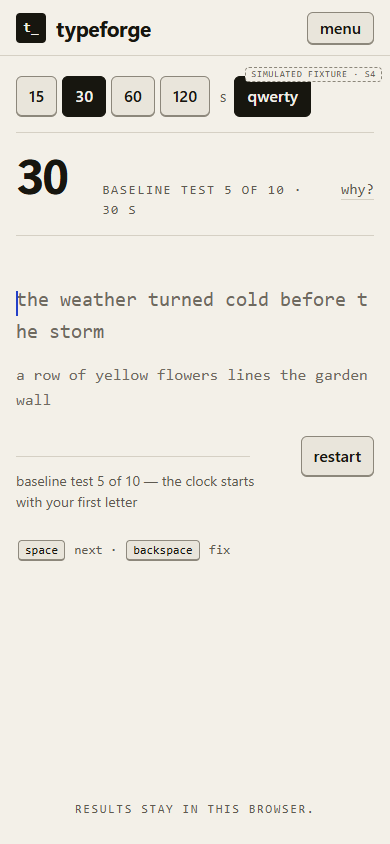 t_ typeforge menu
SIMULATED FIXTURE · S4
15 30 60 120 s qwerty
30 BASELINE TEST 5 OF 10 · why?
30 S
the weather turned cold before t
he storm
a row of yellow flowers lines the garden
wall
restart
baseline test 5 of 10 — the clock starts
with your first letter
space next · backspace fix
RESULTS STAY IN THIS BROWSER.